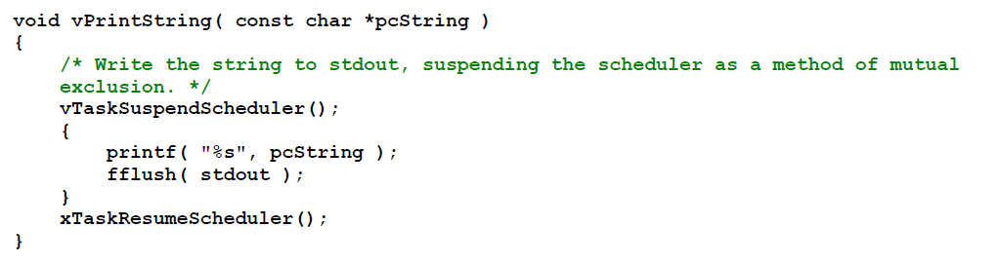 void vPrintString( const char *pcString )
{
    /* Write the string to stdout, suspending the scheduler as a method of mutual
    exclusion. */
    vTaskSuspendScheduler();
    {
        printf( "%s", pcString );
        fflush( stdout );
    }
    xTaskResumeScheduler();
}